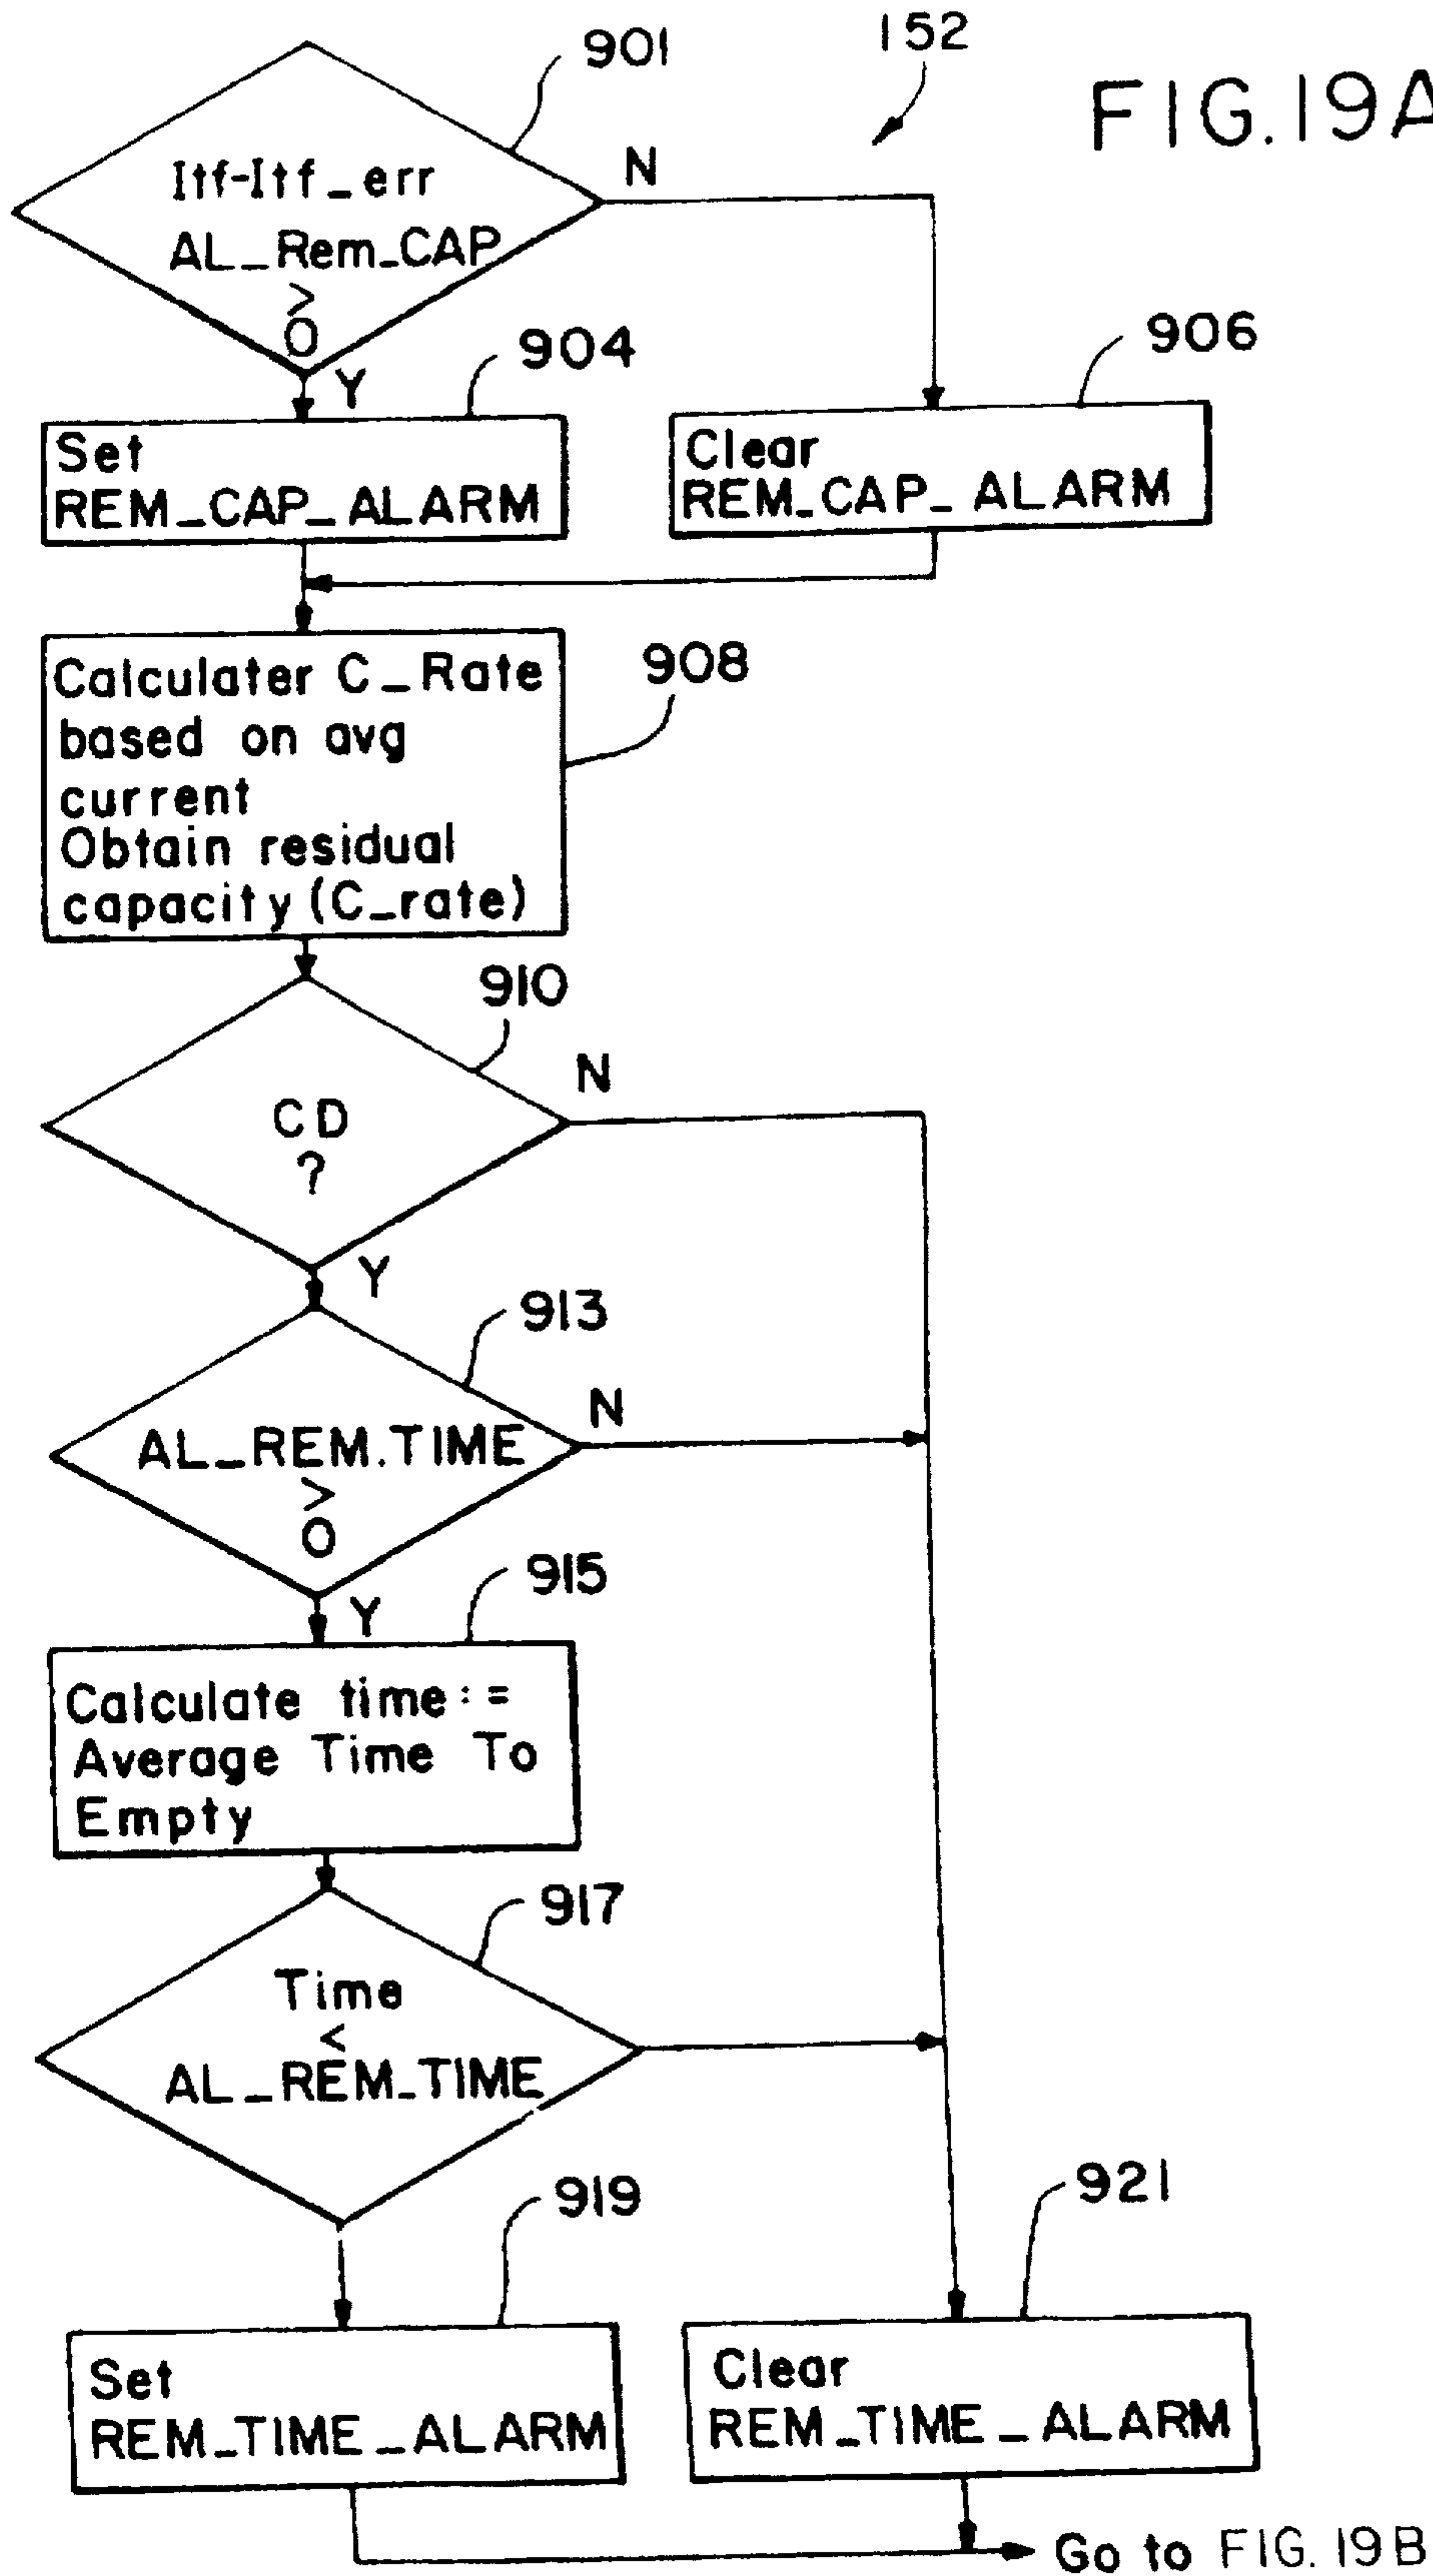 152
FIG.19A
901
Itf-Itf_err
AL_Rem_CAP
>
0
N
Y
904
Set
REM_CAP_ALARM
906
Clear
REM_CAP_ALARM
908
Calculater C_Rate
based on avg
current
Obtain residual
capacity (C_rate)
910
CD
?
N
Y
913
AL_REM.TIME
>
0
N
Y
915
Calculate time:=
Average Time To
Empty
917
Time
<
AL_REM_TIME
919
Set
REM_TIME_ALARM
921
Clear
REM_TIME_ALARM
Go to FIG. 19B